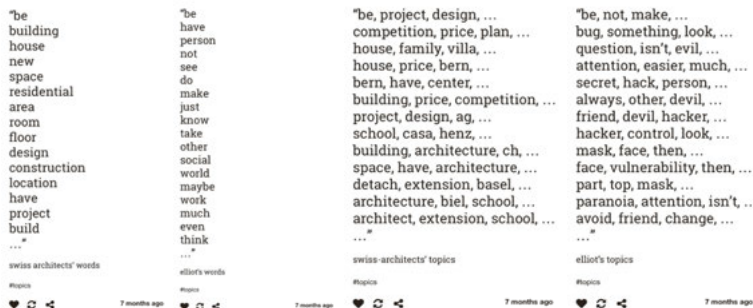 “be
building
house
new
space
residential
area
room
floor
design
construction
location
have
project
build
…”
swiss architects' words
#topics
7 months ago
“be
have
person
not
see
do
make
just
know
take
other
social
world
maybe
work
much
even
think
…”
elliot's words
#topics
7 months ago
“be, project, design, …
competition, price, plan, …
house, family, villa, …
house, price, bern, …
bern, have, center, …
building, price, competition, …
project, design, ag, …
school, casa, henz, …
building, architecture, ch, …
space, have, architecture, …
detach, extension, basel, …
architecture, biel, school, …
architect, extension, school, …
…”
swiss-architects' topics
#topics
7 months ago
“be, not, make, …
bug, something, look, …
question, isn't, evil, …
attention, easier, much, …
secret, hack, person, …
always, other, devil, …
friend, devil, hacker, …
hacker, control, look, …
mask, face, then, …
face, vulnerability, then, …
part, top, mask, …
paranoia, attention, isn't, ..
avoid, friend, change, …
…”
elliot's topics
#topics
7 months ago